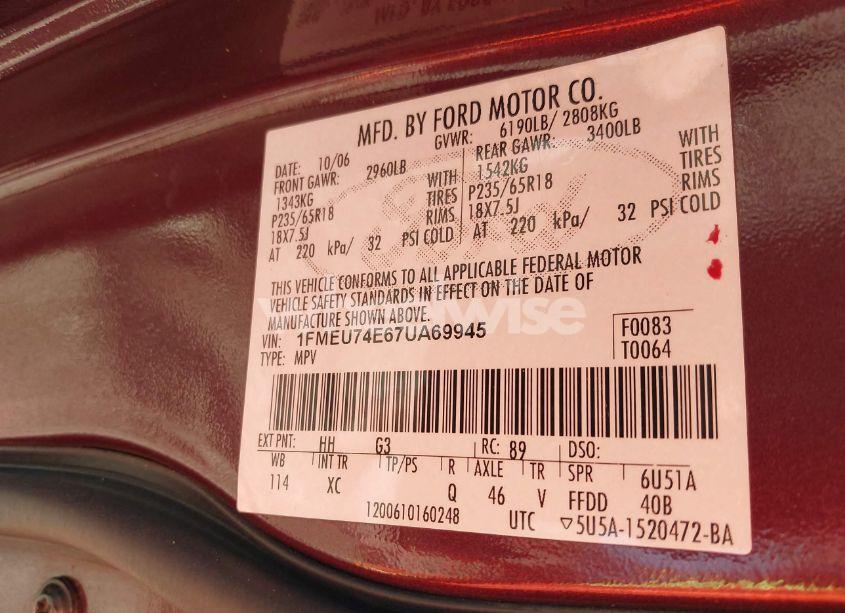 MFD. BY FORD MOTOR CO.
DATE: 10/06 GVWR: 6190LB/ 2808KG
FRONT GAWR: 2960LB REAR GAWR: 3400LB
1343KG WITH 1542KG WITH
P235/65R18 TIRES P235/65R18 TIRES
18X7.5J RIMS 18X7.5J RIMS
AT 220 kPa/ 32 PSI COLD AT 220 kPa/ 32 PSI COLD
THIS VEHICLE CONFORMS TO ALL APPLICABLE FEDERAL MOTOR
VEHICLE SAFETY STANDARDS IN EFFECT ON THE DATE OF
MANUFACTURE SHOWN ABOVE.
VIN: 1FMEU74E67UA69945 F0083
TYPE: MPV T0064
EXT PNT: HH G3 RC: 89 DSO:
WB INT TR TP/PS R AXLE TR SPR 6U51A
114 XC Q 46 V FFDD 40B
1200610160248 UTC ▽5U5A-1520472-BA